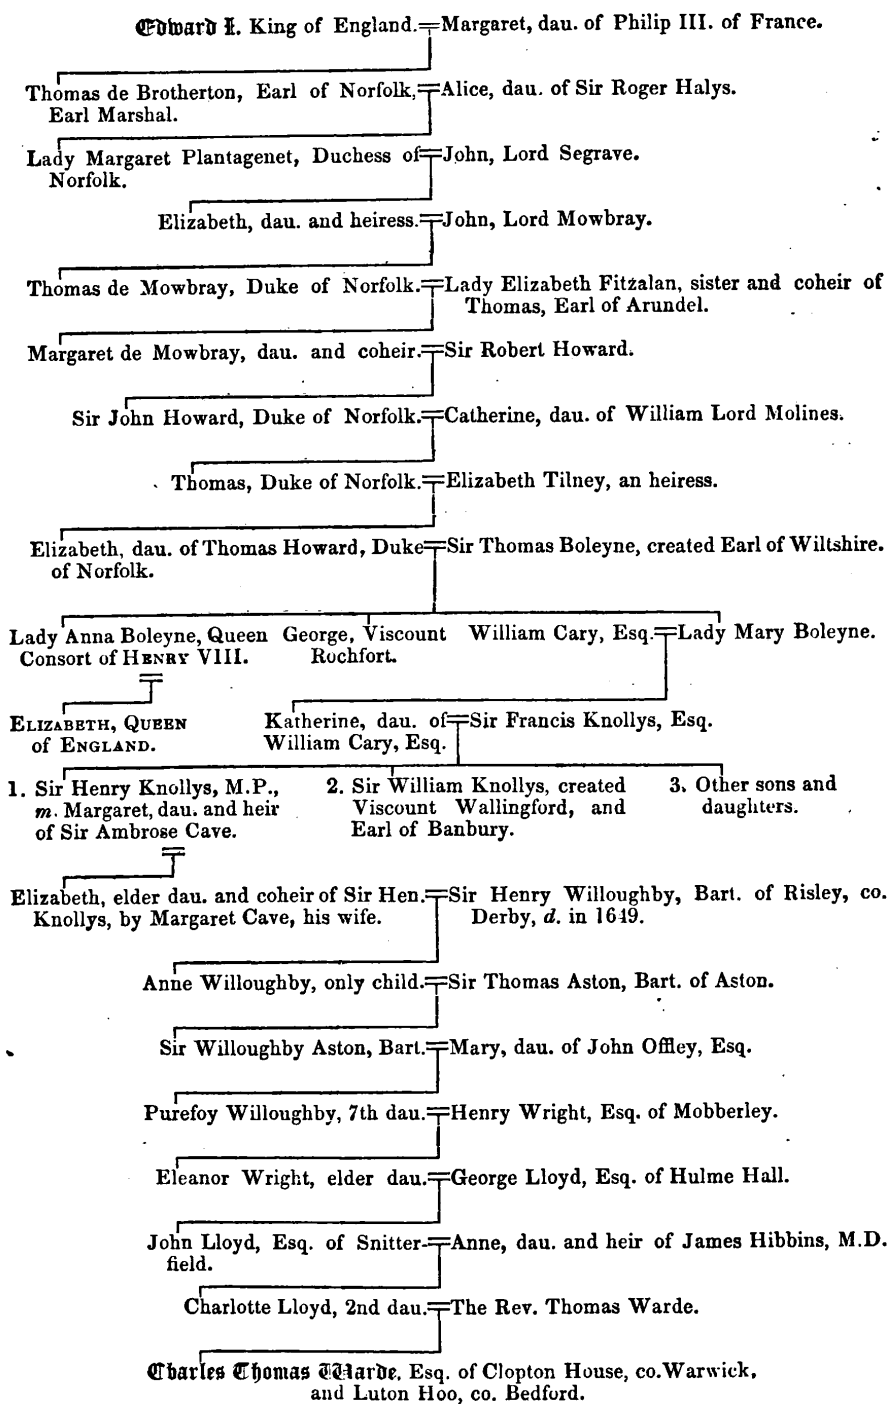 Edward I. King of England.=Margaret, dau. of Philip III. of France.
Thomas de Brotherton, Earl of Norfolk,=Alice, dau. of Sir Roger Halys.
Earl Marshal.
Lady Margaret Plantagenet, Duchess of=John, Lord Segrave.
Norfolk.
Elizabeth, dau. and heiress.=John, Lord Mowbray.
Thomas de Mowbray, Duke of Norfolk.=Lady Elizabeth Fitzalan, sister and coheir of
Thomas, Earl of Arundel.
Margaret de Mowbray, dau. and coheir.=Sir Robert Howard.
Sir John Howard, Duke of Norfolk.=Catherine, dau. of William Lord Molines.
Thomas, Duke of Norfolk.=Elizabeth Tilney, an heiress.
Elizabeth, dau. of Thomas Howard, Duke=Sir Thomas Boleyne, created Earl of Wiltshire.
of Norfolk.
Lady Anna Boleyne, Queen George, Viscount William Cary, Esq.=Lady Mary Boleyne.
Consort of HENRY VIII. Rochfort.
ELIZABETH, QUEEN Katherine, dau. of=Sir Francis Knollys, Esq.
of ENGLAND. William Cary, Esq.
1. Sir Henry Knollys, M.P., 2. Sir William Knollys, created 3. Other sons and
m. Margaret, dau. and heir Viscount Wallingford, and daughters.
of Sir Ambrose Cave. Earl of Banbury.
Elizabeth, elder dau. and coheir of Sir Hen.=Sir Henry Willoughby, Bart. of Risley, co.
Knollys, by Margaret Cave, his wife. Derby, d. in 1649.
Anne Willoughby, only child.=Sir Thomas Aston, Bart. of Aston.
Sir Willoughby Aston, Bart.=Mary, dau. of John Offley, Esq.
Purefoy Willoughby, 7th dau.=Henry Wright, Esq. of Mobberley.
Eleanor Wright, elder dau.=George Lloyd, Esq. of Hulme Hall.
John Lloyd, Esq. of Snitter-=Anne, dau. and heir of James Hibbins, M.D.
field.
Charlotte Lloyd, 2nd dau.=The Rev. Thomas Warde.
Charles Thomas Warde, Esq. of Clopton House, co. Warwick,
and Luton Hoo, co. Bedford.